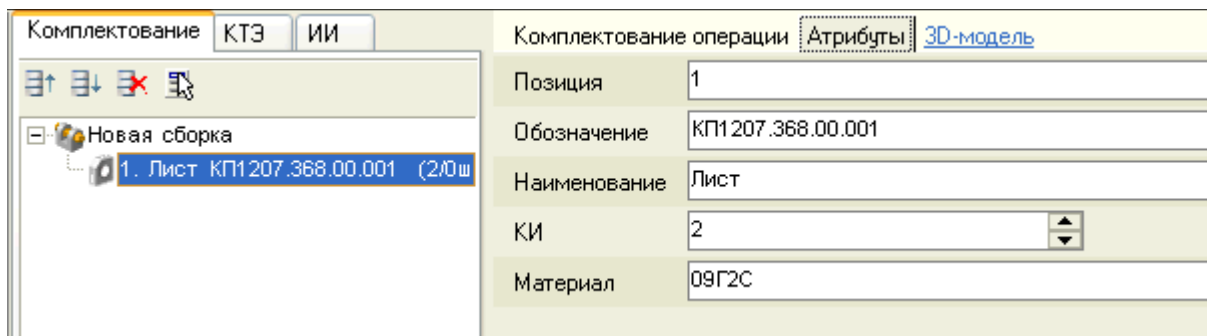 Комплектование КТЭ ИИ
Комплектование операции Атрибуты 3D-модель
Новая сборка
1. Лист КП1207.368.00.001 (2/0ш
Позиция 1
Обозначение КП1207.368.00.001
Наименование Лист
КИ 2
Материал 09Г2С